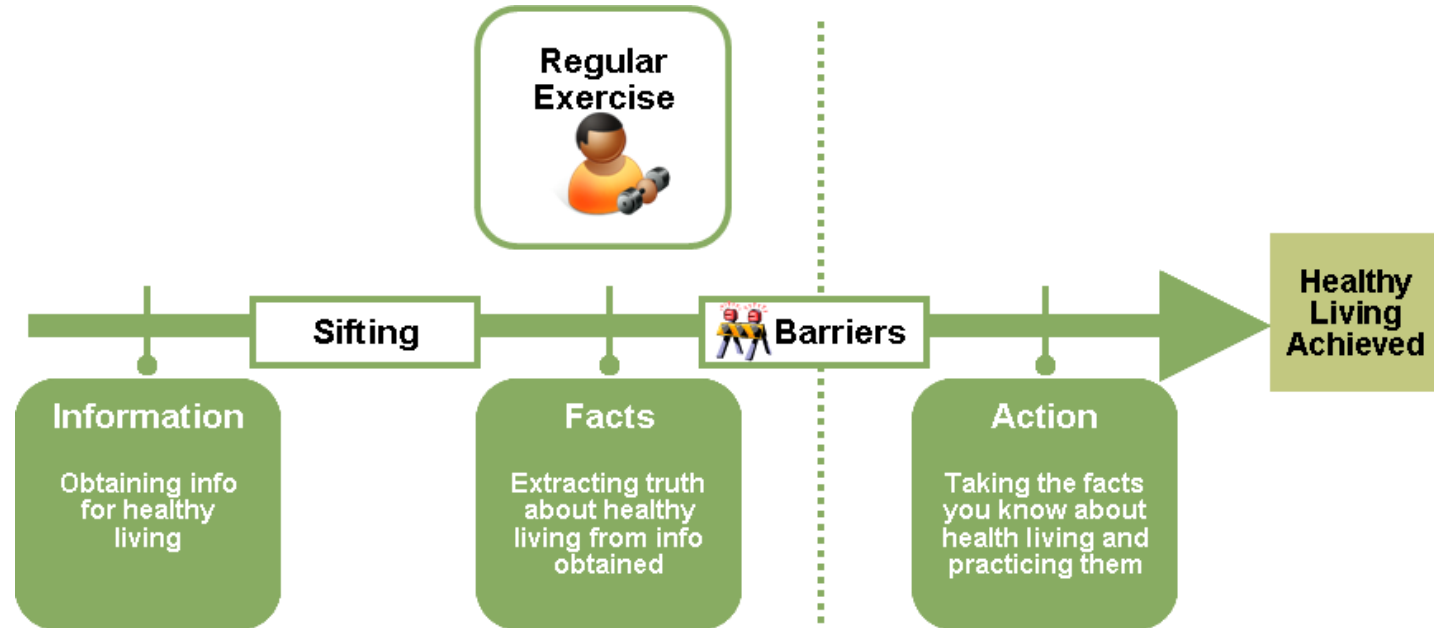 Regular
Exercise
Sifting
Barriers
Healthy
Living
Achieved
Information
Obtaining info
for healthy
living
Facts
Extracting truth
about healthy
living from info
obtained
Action
Taking the facts
you know about
health living and
practicing them